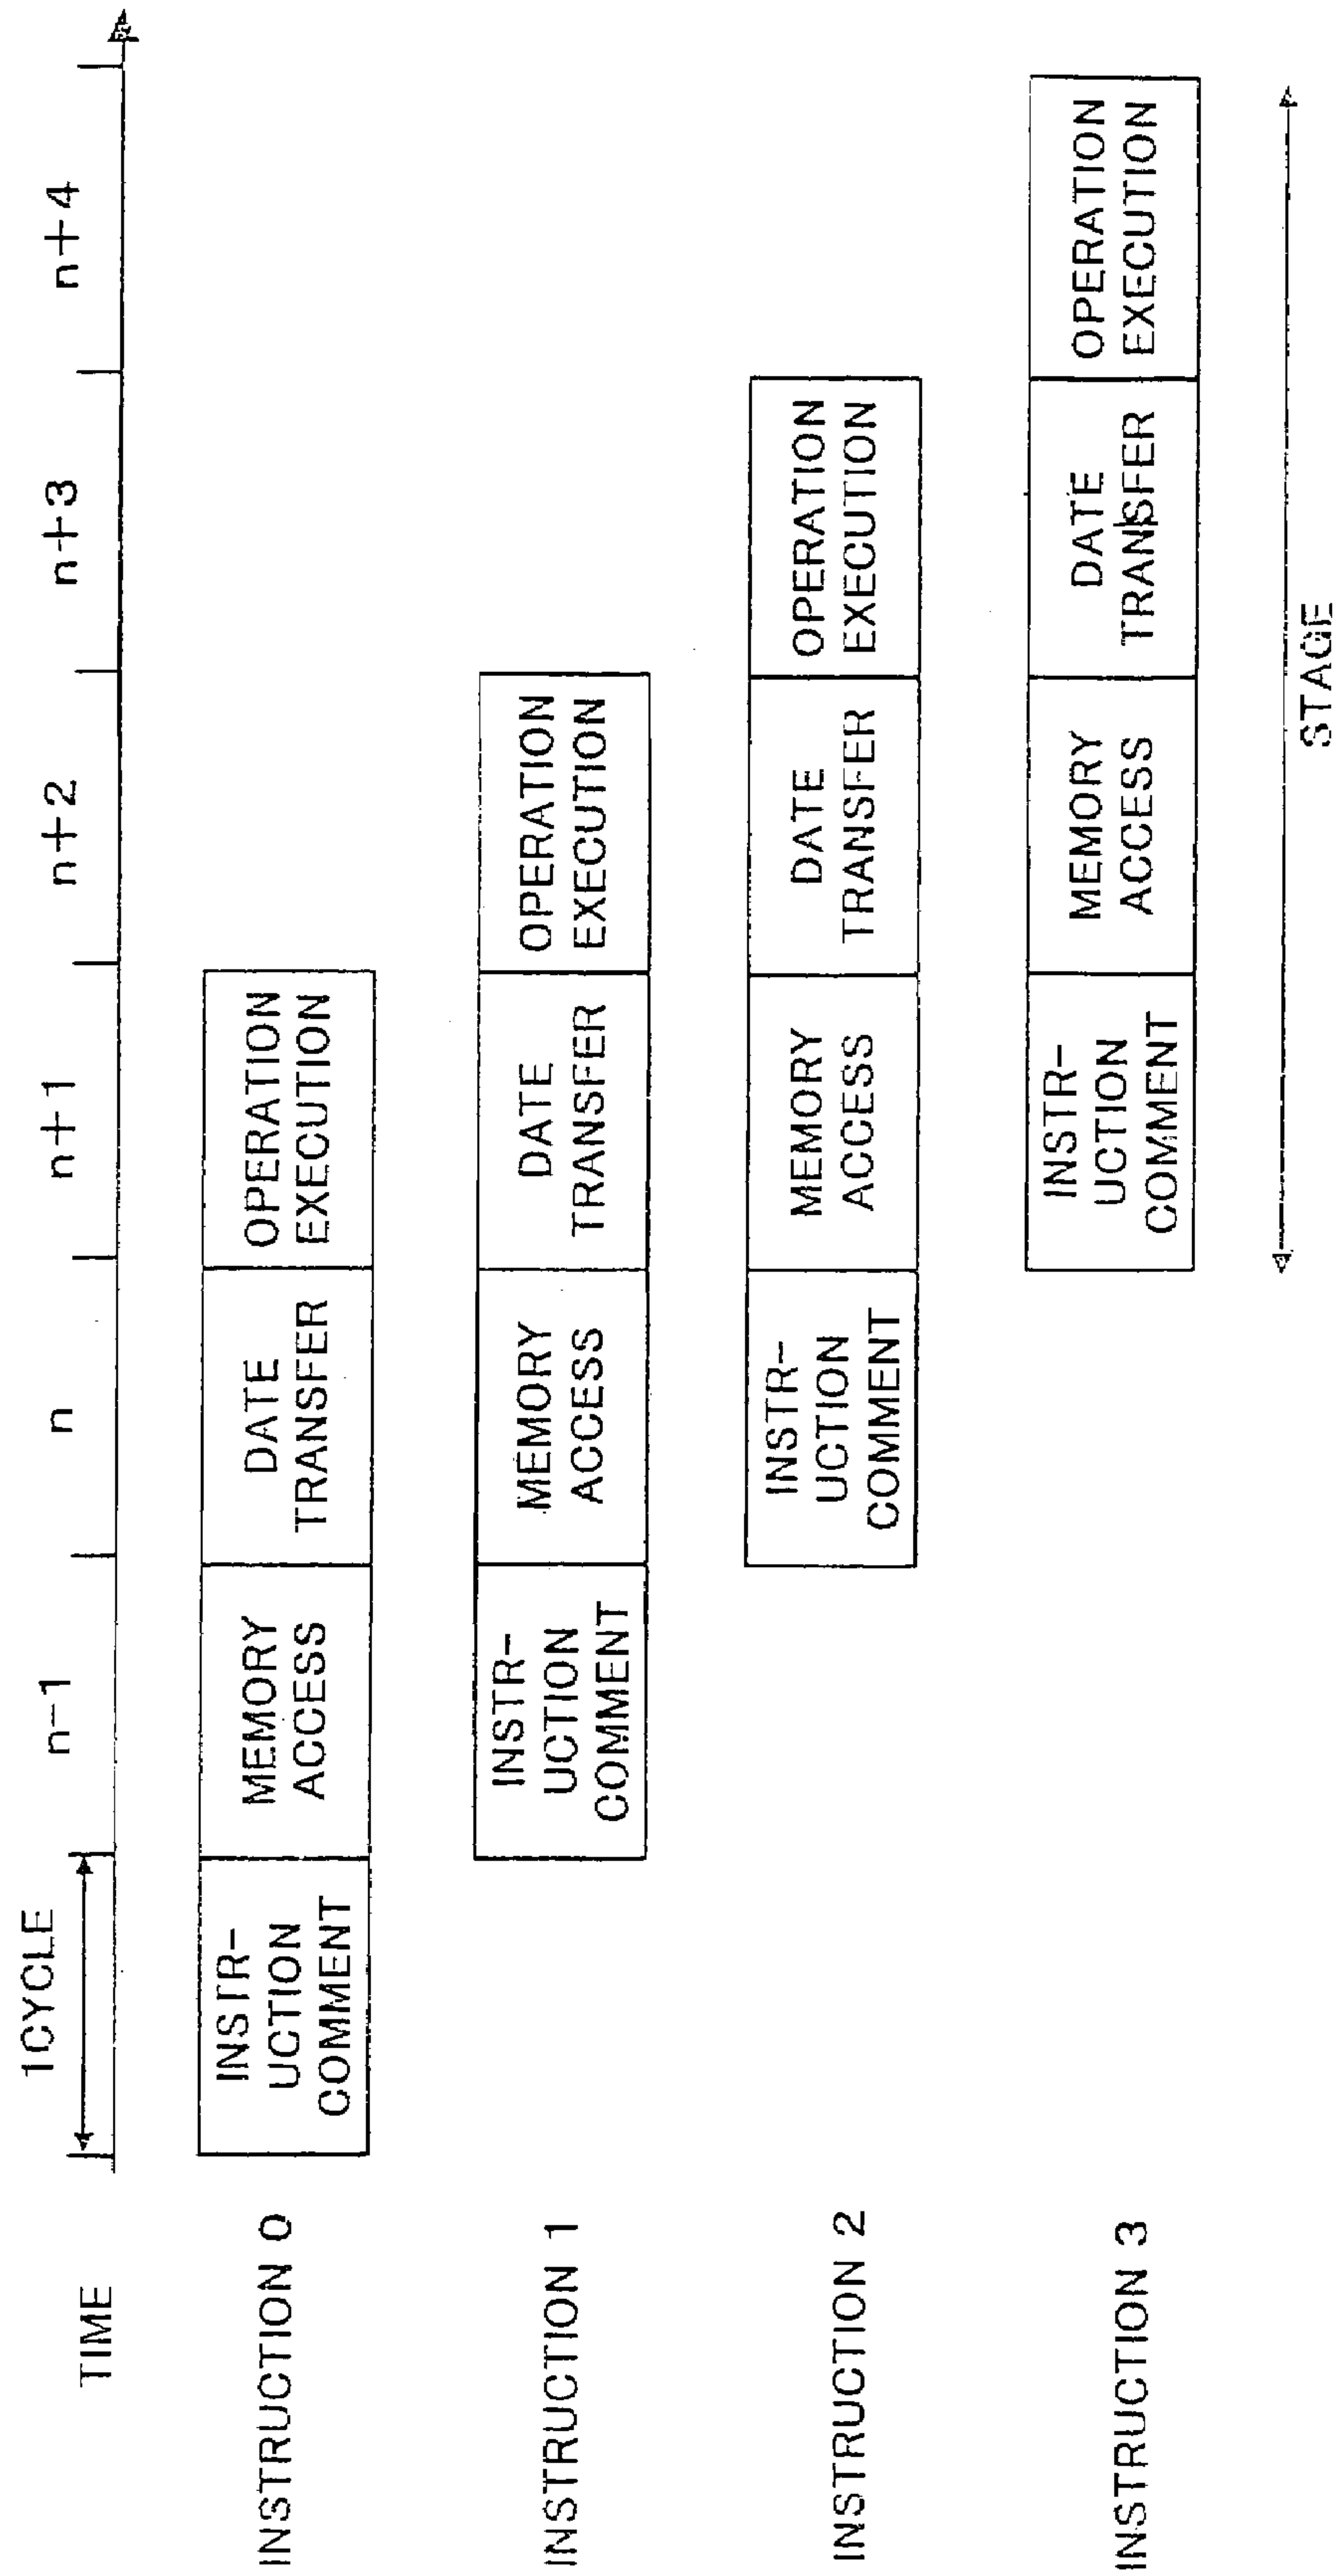 1CYCLE
n-1
n
n+1
n+2
n+3
n+4
TIME
INSTRUCTION 0
INSTR-
UCTION
COMMENT
MEMORY
ACCESS
DATE
TRANSFER
OPERATION
EXECUTION
INSTRUCTION 1
INSTR-
UCTION
COMMENT
MEMORY
ACCESS
DATE
TRANSFER
OPERATION
EXECUTION
INSTRUCTION 2
INSTR-
UCTION
COMMENT
MEMORY
ACCESS
DATE
TRANSFER
OPERATION
EXECUTION
INSTRUCTION 3
INSTR-
UCTION
COMMENT
MEMORY
ACCESS
DATE
TRANSFER
OPERATION
EXECUTION
STAGE